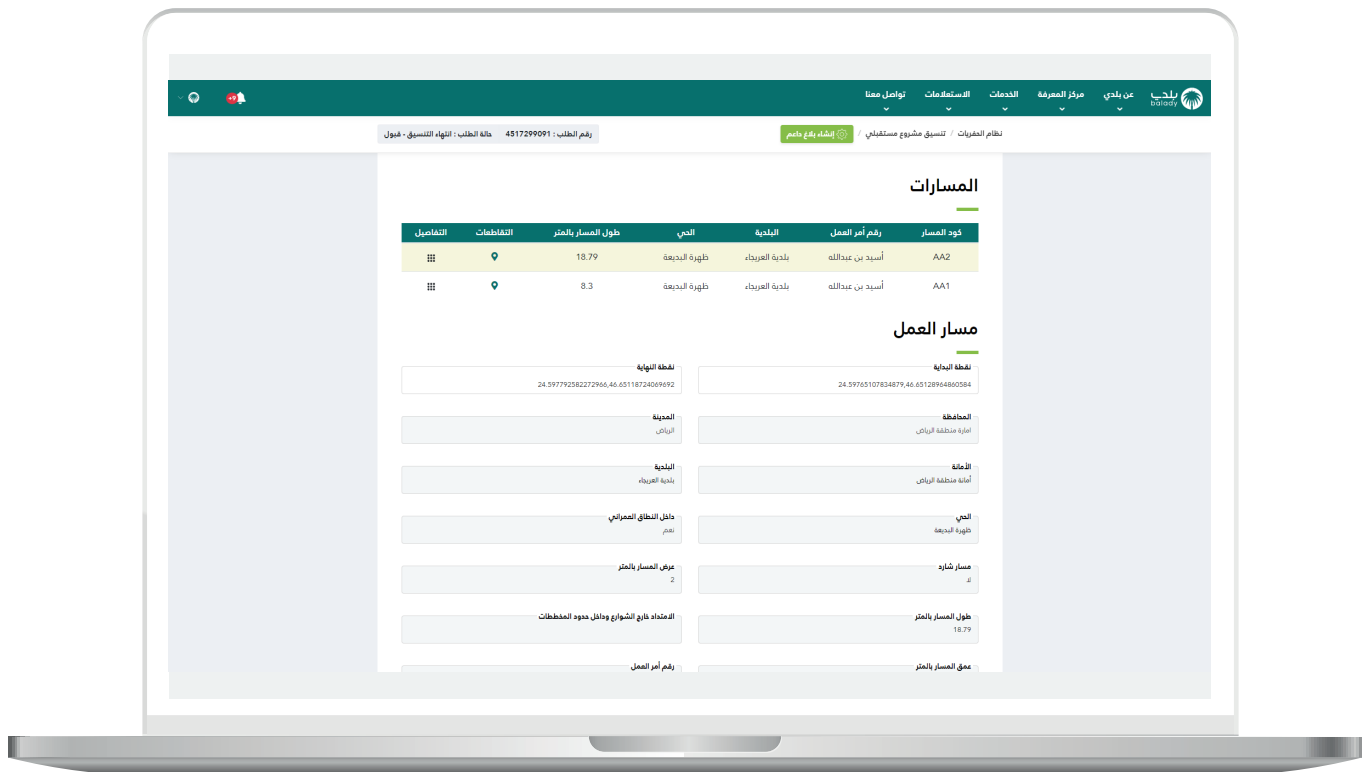 بلدي
balady
عن بلدي
مركز المعرفة
الخدمات
الاستعلامات
تواصل معنا
+9
نظام الحفريات / تنسيق مشروع مستقبلي / إنشاء بلاغ داعم
رقم الطلب : 4517299091 حالة الطلب : انتهاء التنسيق - قبول
المسارات
كود المسار رقم أمر العمل البلدية الحي طول المسار بالمتر التقاطعات التفاصيل
AA2 أسيد بن عبدالله بلدية العريجاء ظهرة البديعة 18.79
AA1 أسيد بن عبدالله بلدية العريجاء ظهرة البديعة 8.3
مسار العمل
نقطة البداية نقطة النهاية
24.59765107834879,46.65128964860584 24.597792582272966,46.65118724069692
المحافظة المدينة
امارة منطقة الرياض الرياض
الأمانة البلدية
أمانة منطقة الرياض بلدية العريجاء
الحي داخل النطاق العمراني
ظهرة البديعة نعم
مسار شارد عرض المسار بالمتر
لا 2
طول المسار بالمتر الامتداد خارج الشوارع وداخل حدود المخططات
18.79
عمق المسار بالمتر رقم أمر العمل